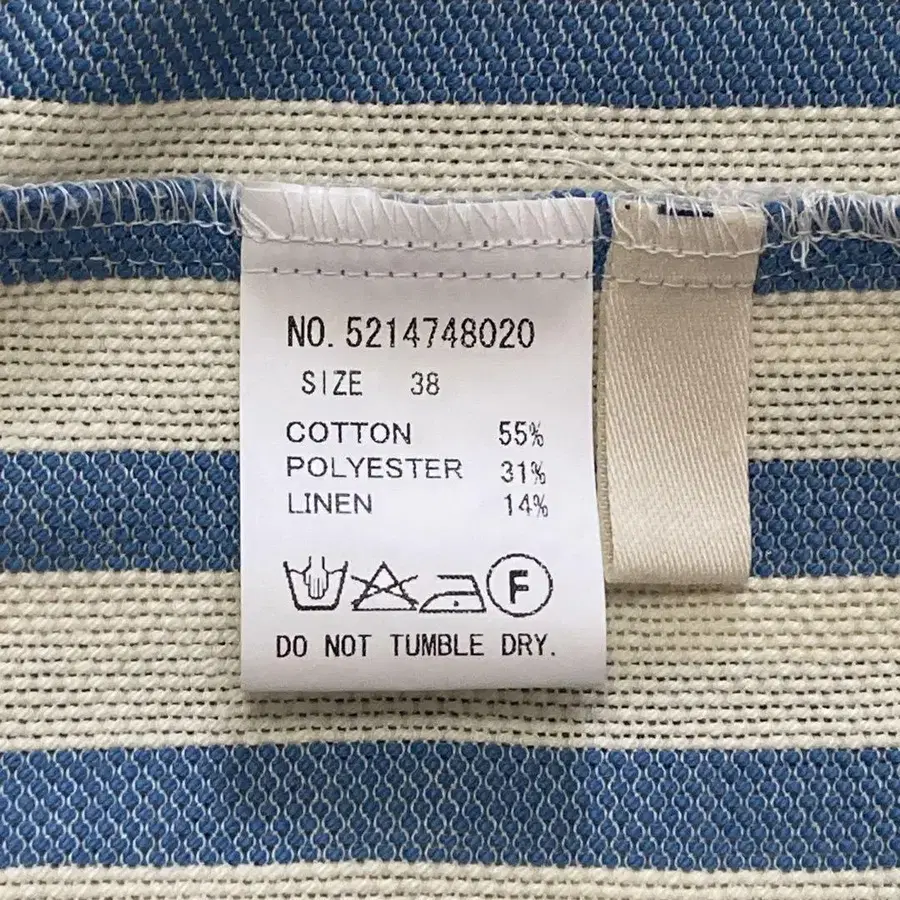 NO. 5214748020
SIZE 38
COTTON 55%
POLYESTER 31%
LINEN 14%
F
DO NOT TUMBLE DRY.